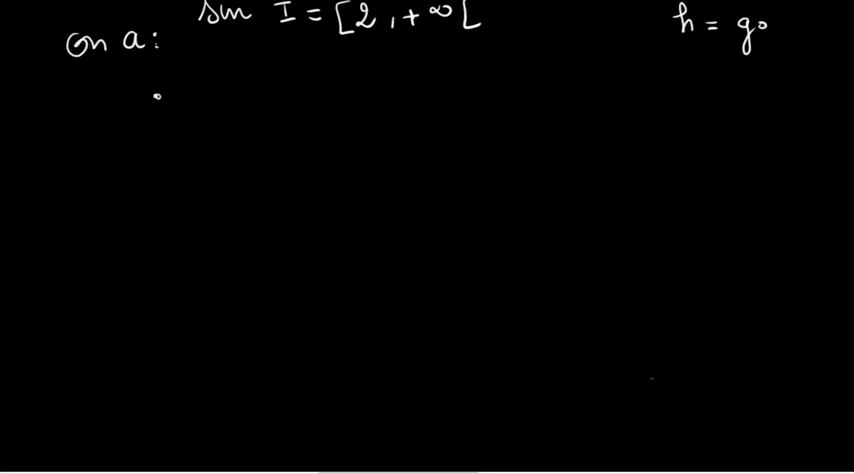 sur I = [2, +∞[
h = g∘
On a: